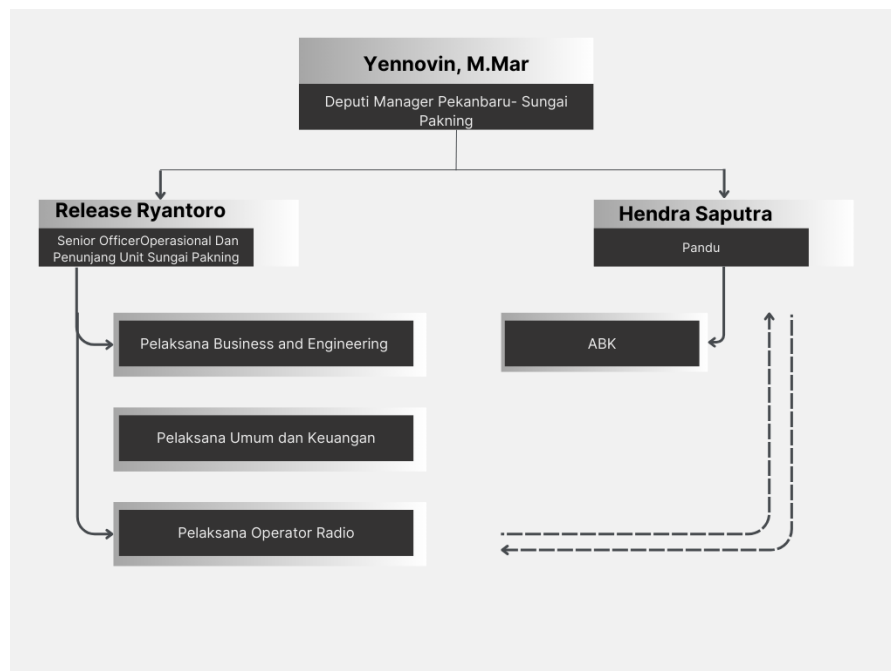 Yennovin, M.Mar
Deputi Manager Pekanbaru- Sungai
Pakning
Release Ryantoro
Senior OfficerOperasional Dan
Penunjang Unit Sungai Pakning
Hendra Saputra
Pandu
Pelaksana Business and Engineering
ABK
Pelaksana Umum dan Keuangan
Pelaksana Operator Radio